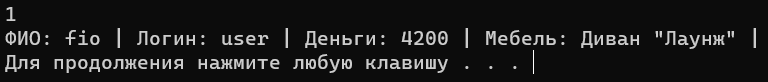 1
ФИО: fio | Логин: user | Деньги: 4200 | Мебель: Диван "Лаунж" |
Для продолжения нажмите любую клавишу . . .